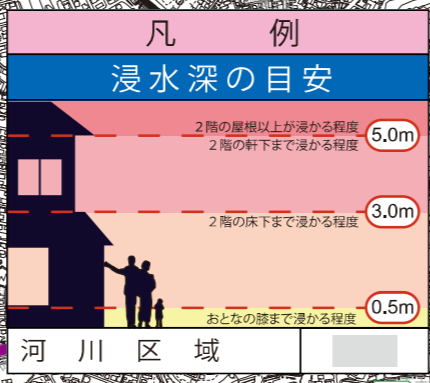 凡例
浸水深の目安
2階の屋根以上が浸かる程度
5.0m
2階の軒下まで浸かる程度
3.0m
2階の床下まで浸かる程度
0.5m
おとなの膝まで浸かる程度
河川区域